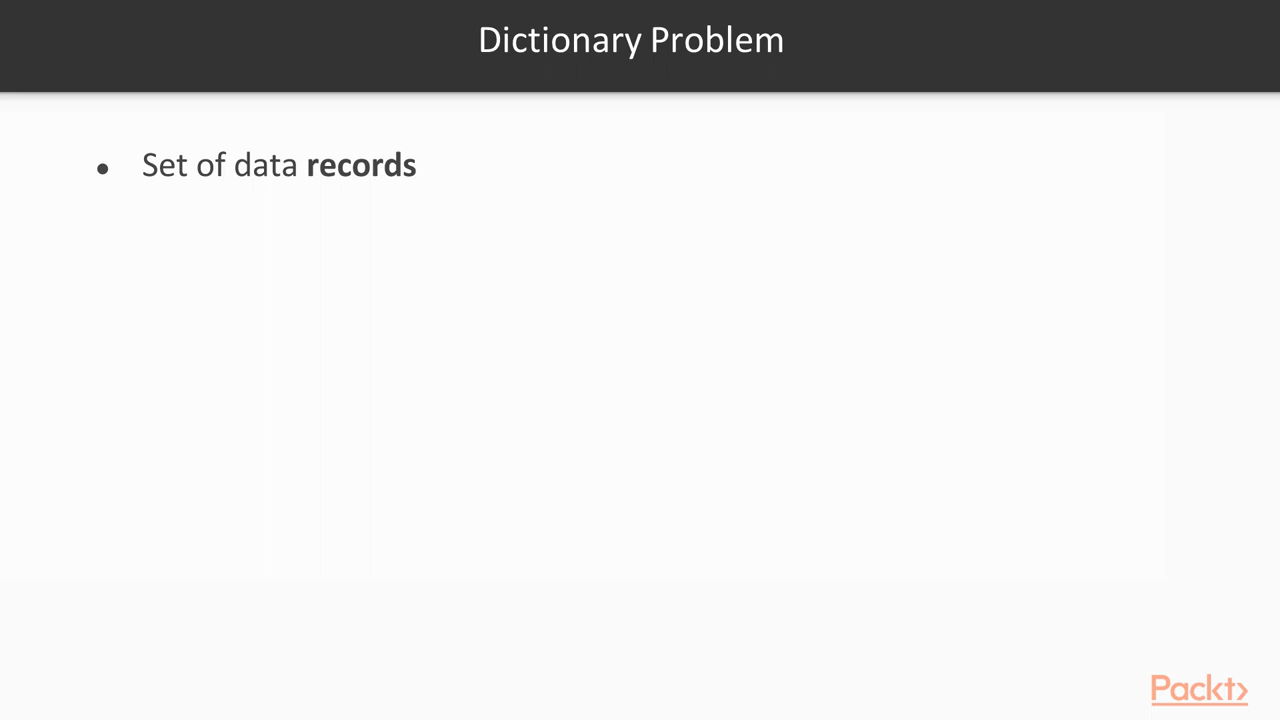 Dictionary Problem
● Set of data records
Packt>